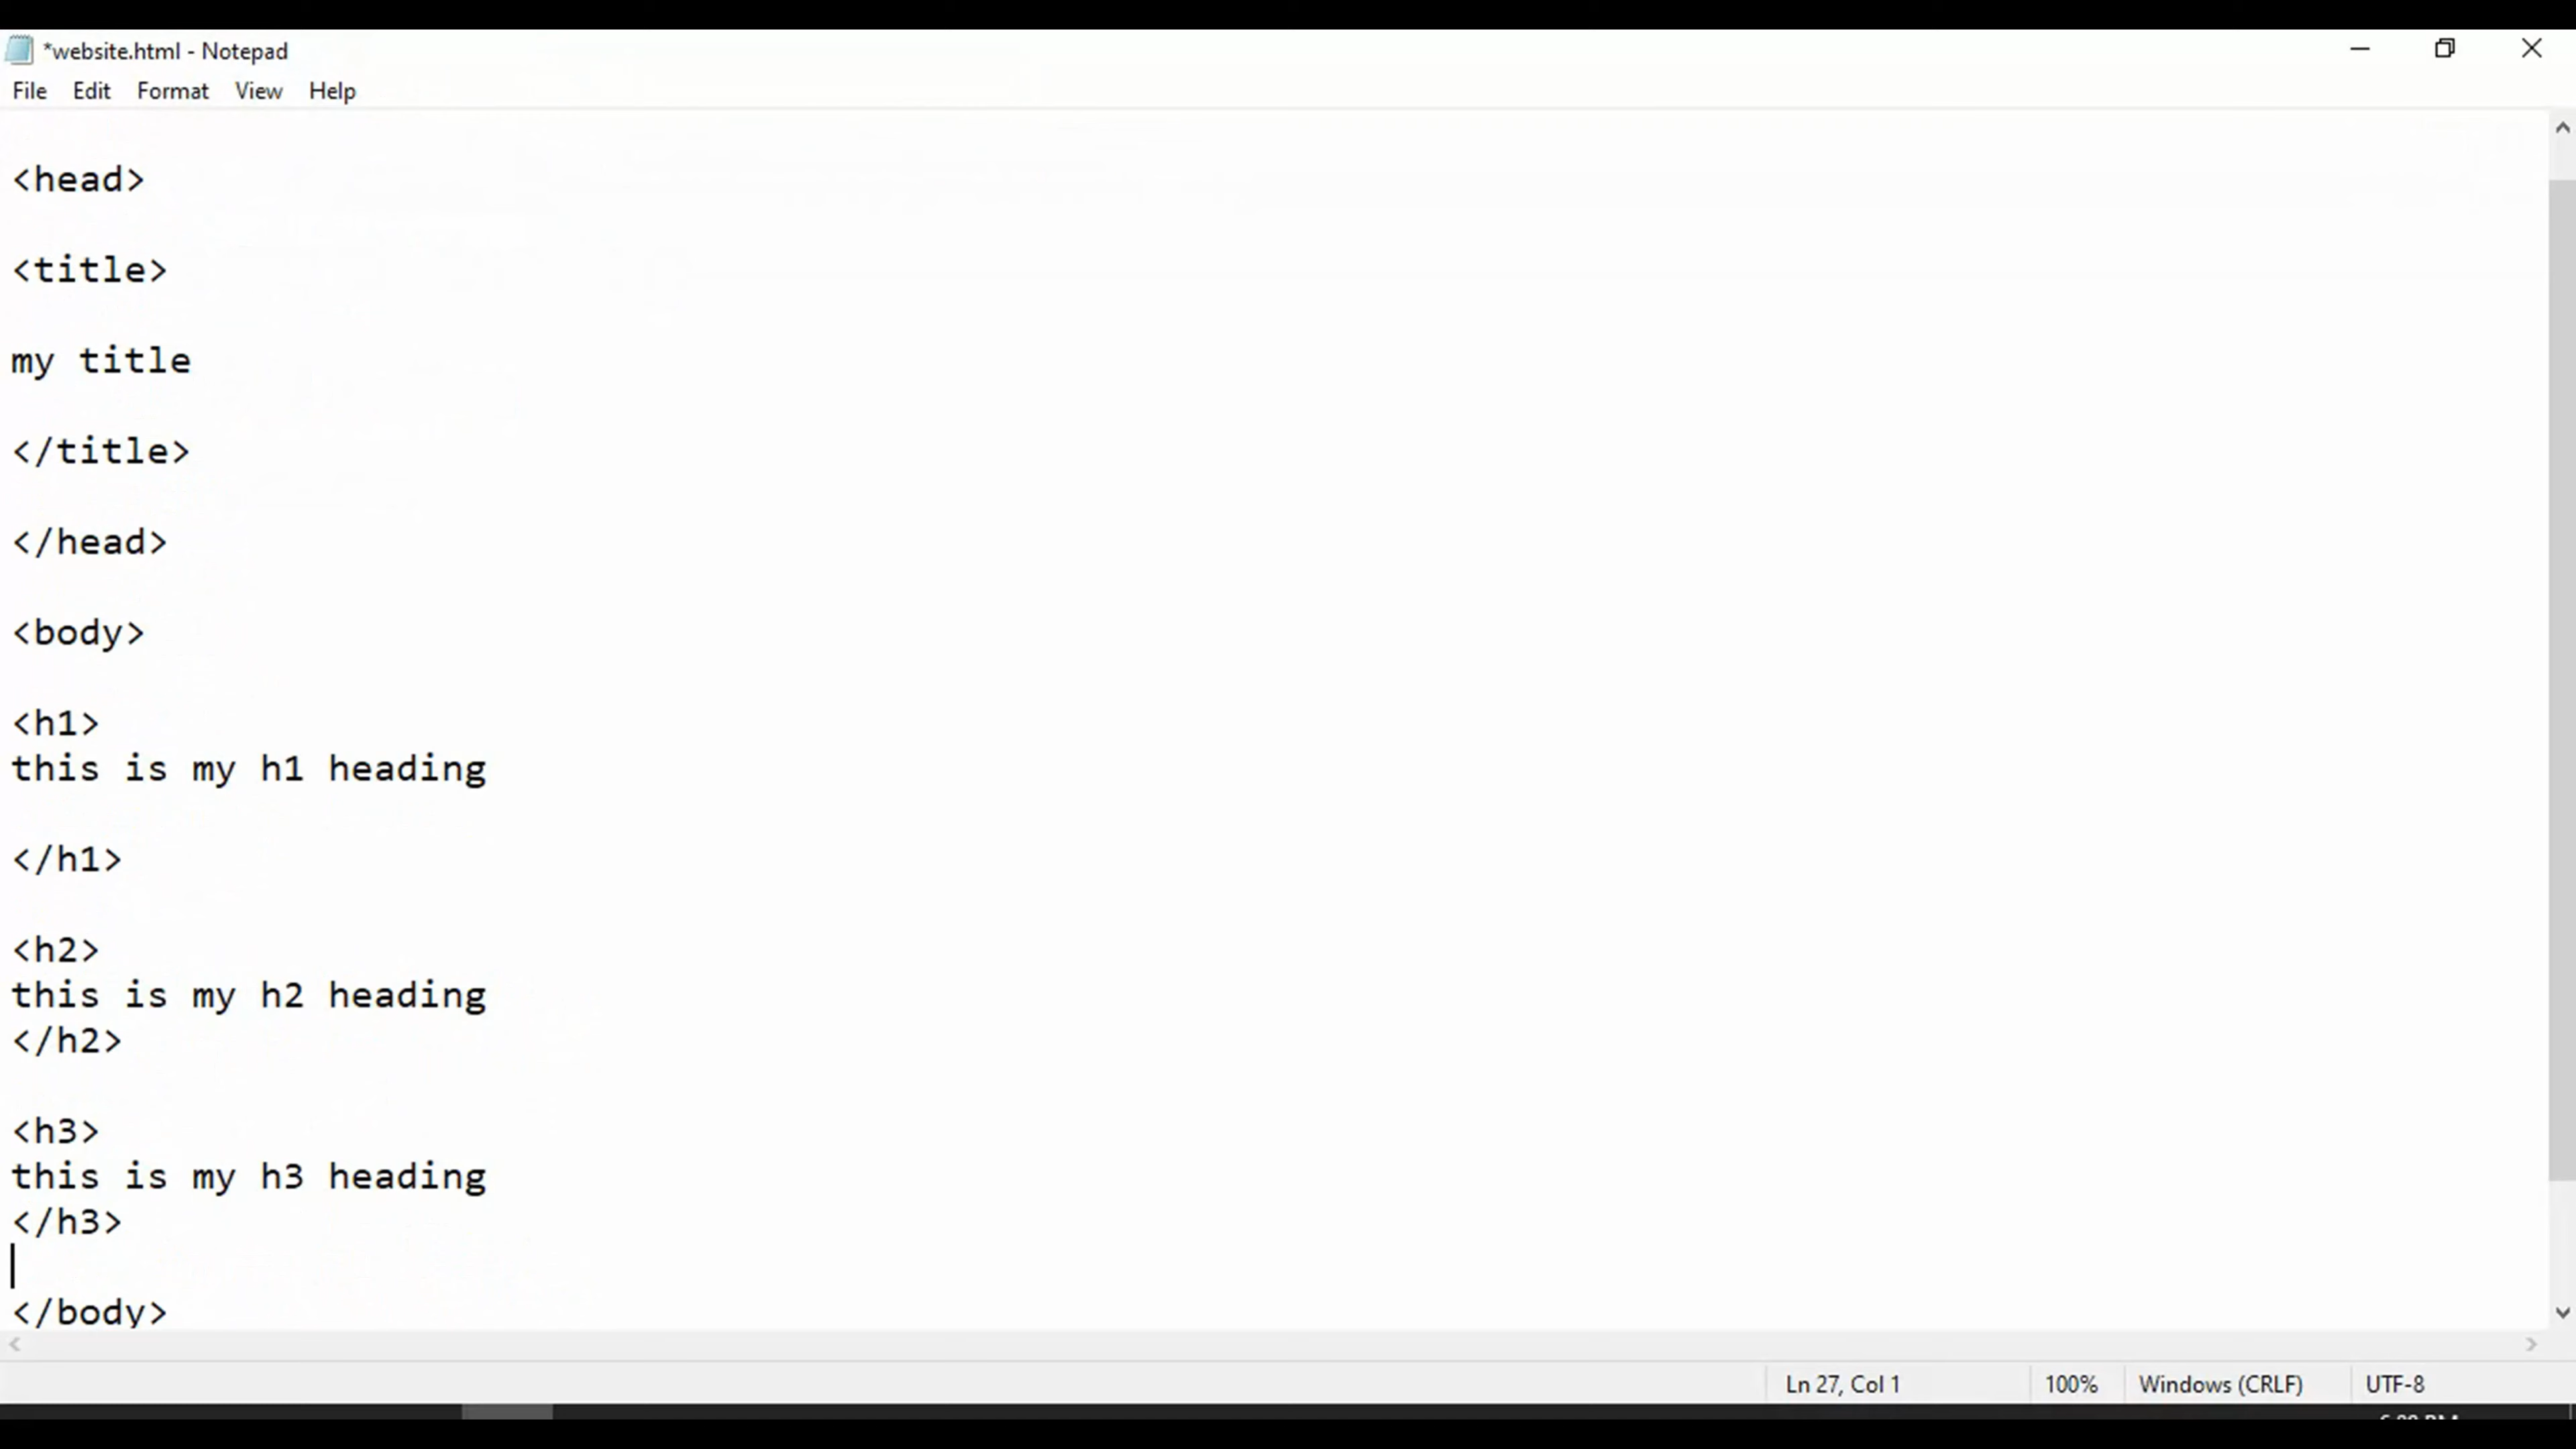 *website.html - Notepad
File Edit Format View Help
<head>
<title>
my title
</title>
</head>
<body>
<h1>
this is my h1 heading
</h1>
<h2>
this is my h2 heading
</h2>
<h3>
this is my h3 heading
</h3>
</body>
Ln 27, Col 1 100% Windows (CRLF) UTF-8